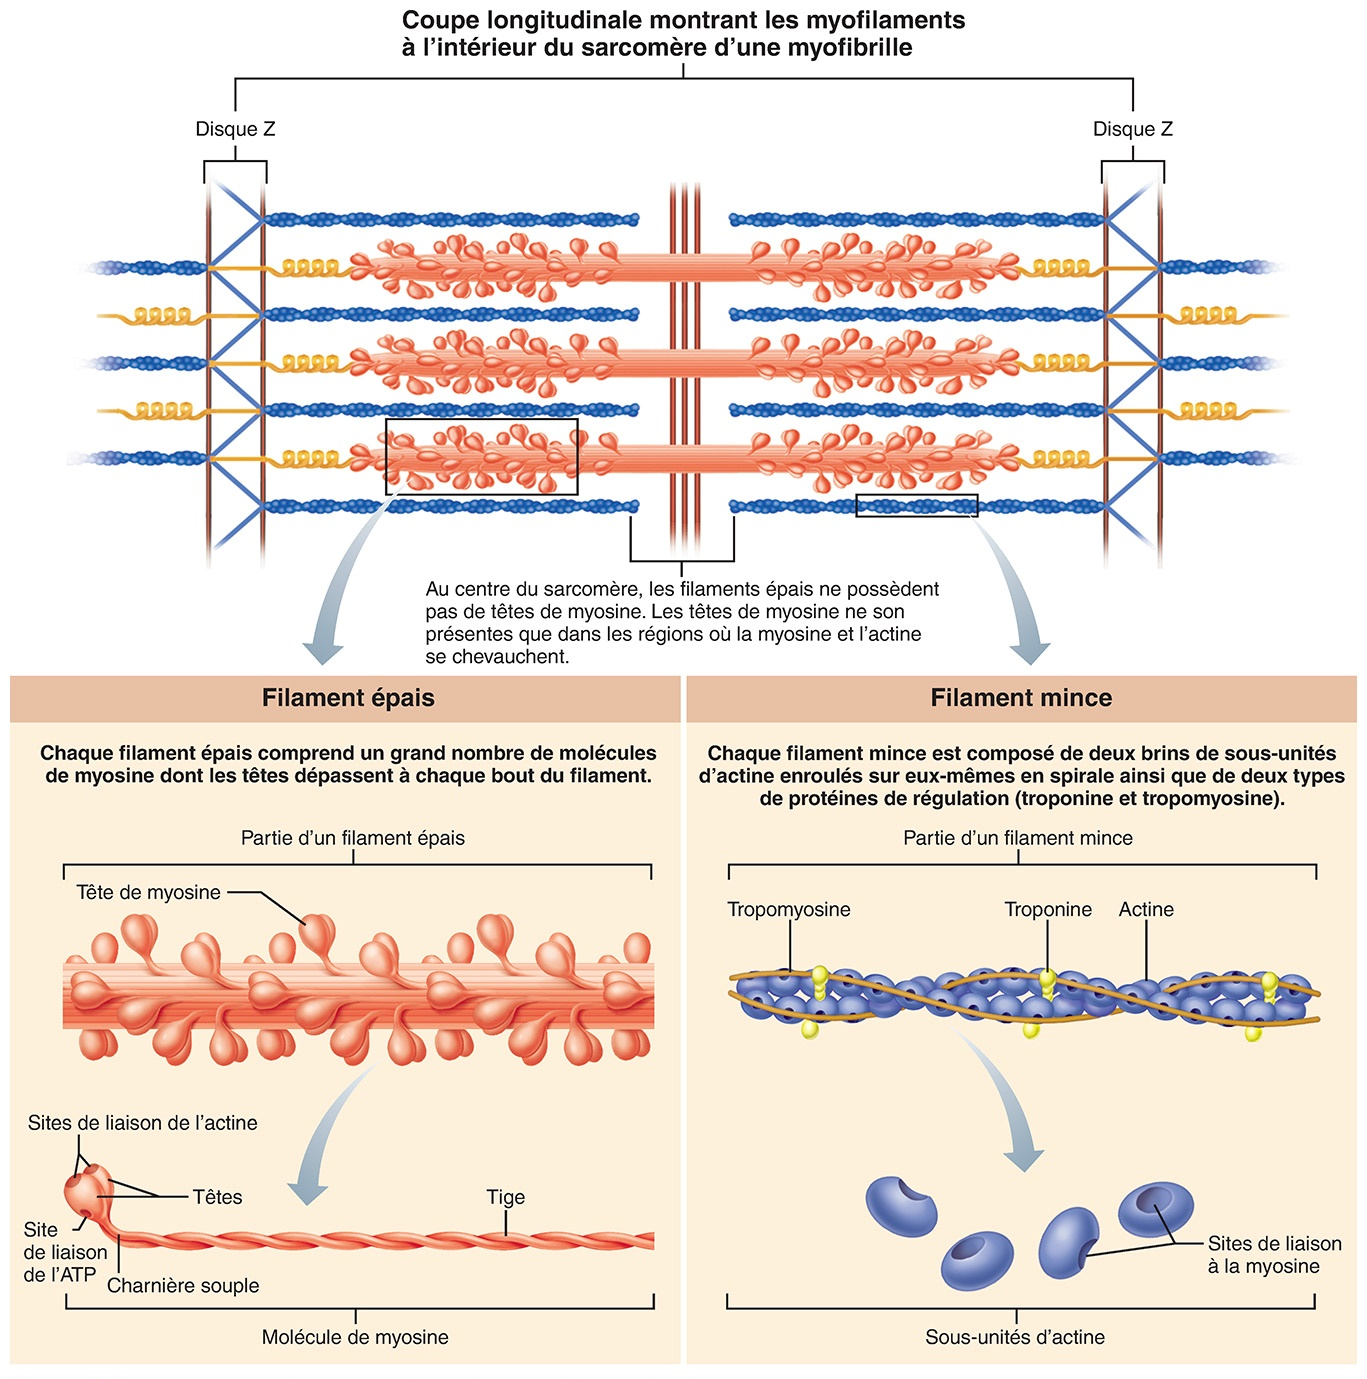 Coupe longitudinale montrant les myofilaments
à l’intérieur du sarcomère d’une myofibrille
Disque Z
Disque Z
Au centre du sarcomère, les filaments épais ne possèdent
pas de têtes de myosine. Les têtes de myosine ne son
présentes que dans les régions où la myosine et l’actine
se chevauchent.
Filament épais
Chaque filament épais comprend un grand nombre de molécules
de myosine dont les têtes dépassent à chaque bout du filament.
Partie d’un filament épais
Tête de myosine
Sites de liaison de l’actine
Têtes
Tige
Site
de liaison
de l’ATP
Charnière souple
Molécule de myosine
Filament mince
Chaque filament mince est composé de deux brins de sous-unités
d’actine enroulés sur eux-mêmes en spirale ainsi que de deux types
de protéines de régulation (troponine et tropomyosine).
Partie d’un filament mince
Tropomyosine
Troponine
Actine
Sites de liaison
à la myosine
Sous-unités d’actine